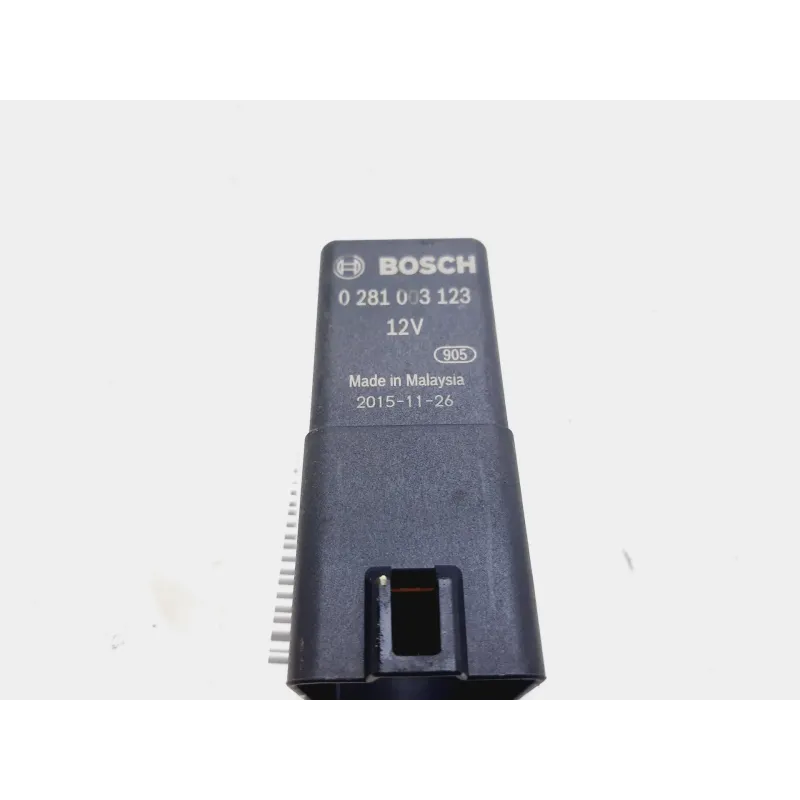 BOSCH
0 281 003 123
12V
905
Made in Malaysia
2015-11-26